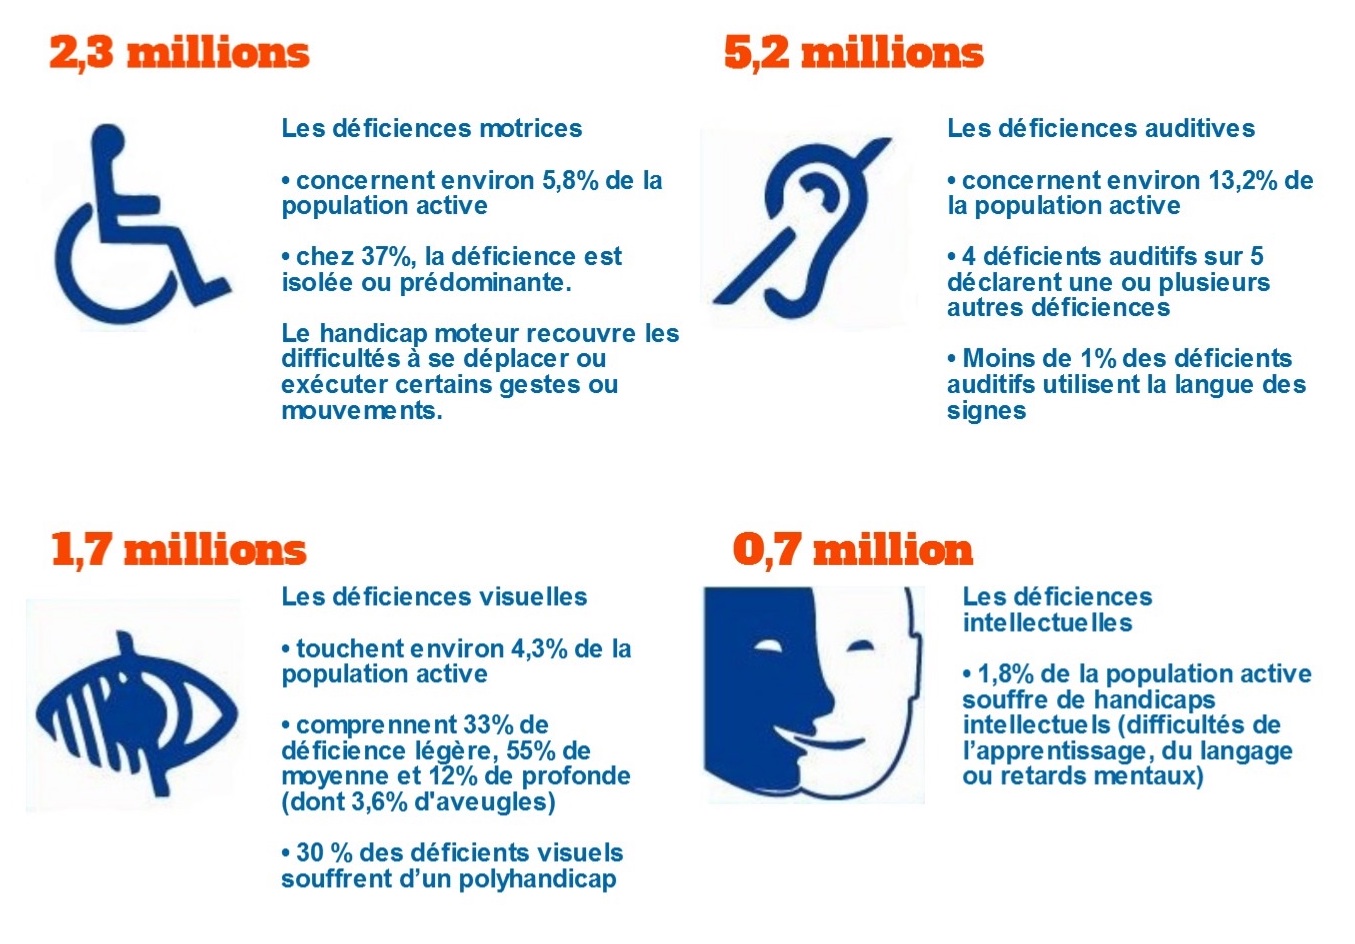 2,3 millions
Les déficiences motrices
• concernent environ 5,8% de la
population active
• chez 37%, la déficience est
isolée ou prédominante.
Le handicap moteur recouvre les
difficultés à se déplacer ou
exécuter certains gestes ou
mouvements.
5,2 millions
Les déficiences auditives
• concernent environ 13,2% de
la population active
• 4 déficients auditifs sur 5
déclarent une ou plusieurs
autres déficiences
• Moins de 1% des déficients
auditifs utilisent la langue des
signes
1,7 millions
Les déficiences visuelles
• touchent environ 4,3% de la
population active
• comprennent 33% de
déficience légère, 55% de
moyenne et 12% de profonde
(dont 3,6% d'aveugles)
• 30 % des déficients visuels
souffrent d’un polyhandicap
0,7 million
Les déficiences
intellectuelles
• 1,8% de la population active
souffre de handicaps
intellectuels (difficultés de
l’apprentissage, du langage
ou retards mentaux)